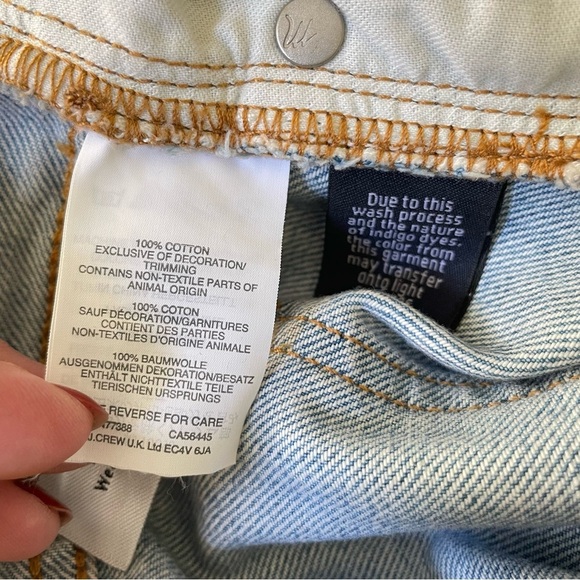 100% COTTON
EXCLUSIVE OF DECORATION/
TRIMMING
CONTAINS NON-TEXTILE PARTS OF
ANIMAL ORIGIN
100% COTON
SAUF DÉCORATION/GARNITURES
CONTIENT DES PARTIES
NON-TEXTILES D'ORIGINE ANIMALE
100% BAUMWOLLE
AUSGENOMMEN DEKORATION/BESATZ
ENTHÄLT NICHTTEXTILE TEILE
TIERISCHEN URSPRUNGS
REVERSE FOR CARE
77388 CA56445
J.CREW U.K. Ltd EC4V 6JA
Due to this
wash process
and the nature
of indigo dyes,
the color from
this garment
may transfer
onto light